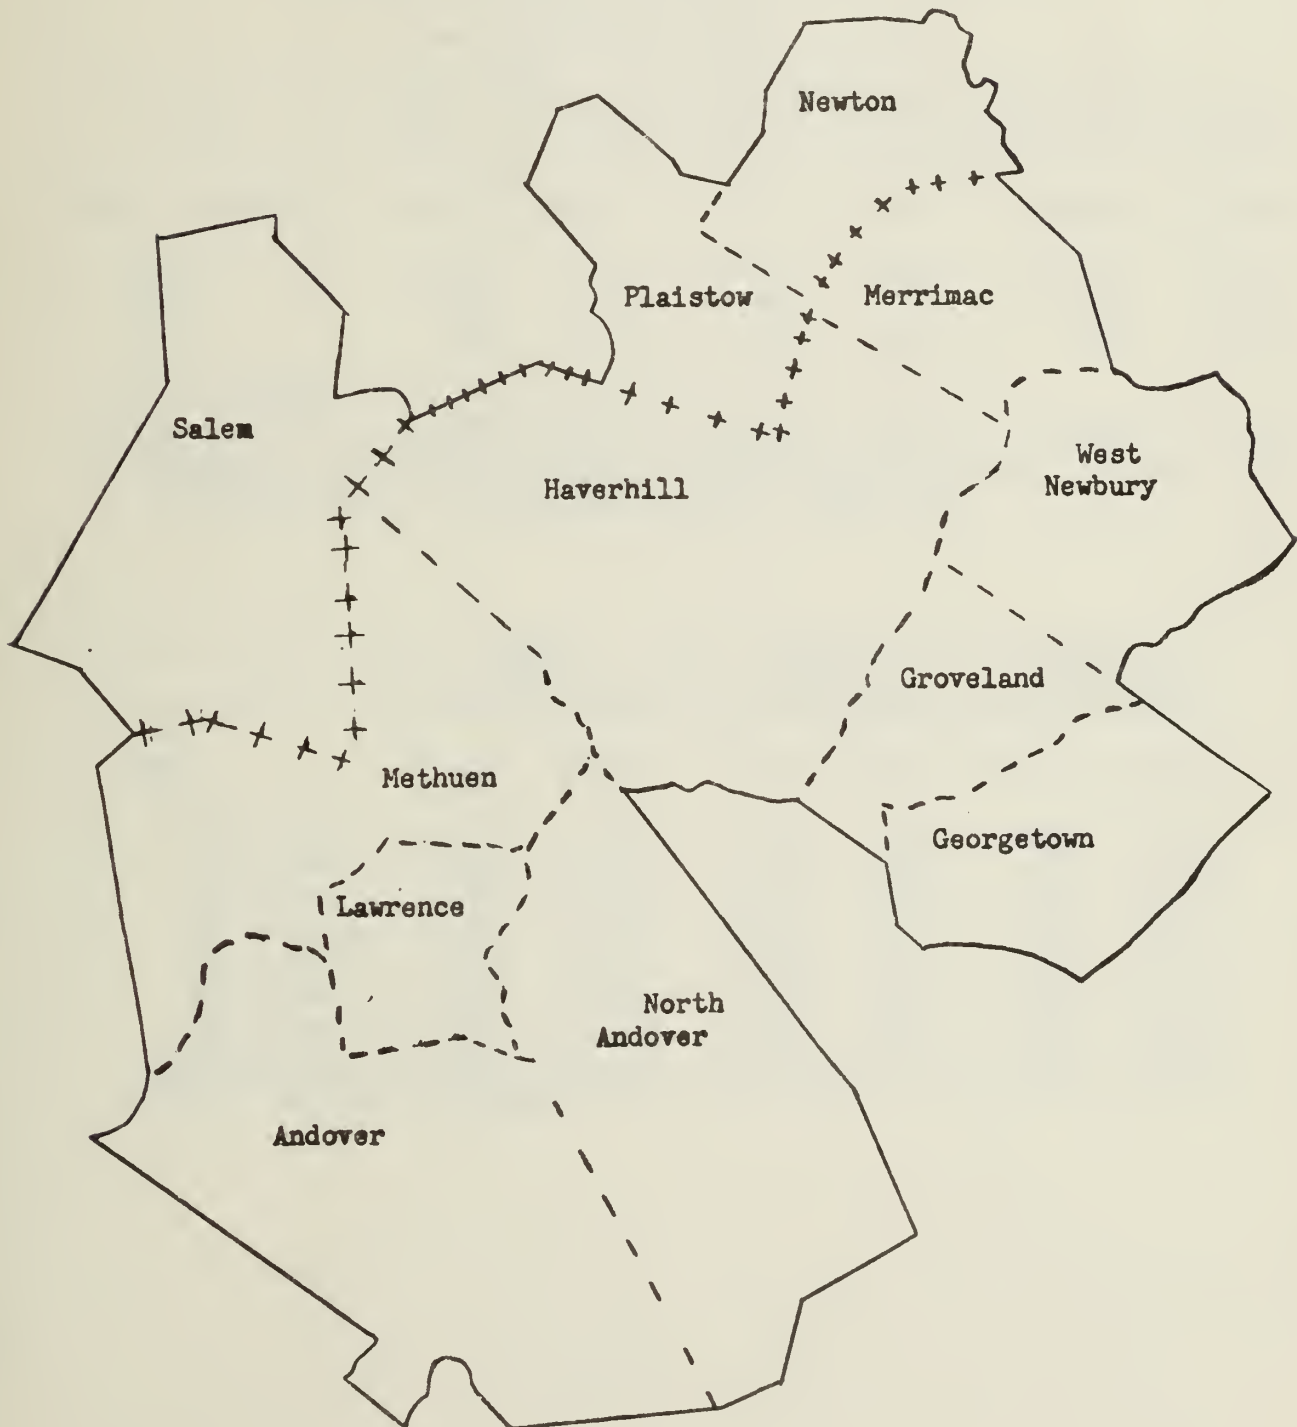 Newton
Plaistow
Merrimac
Salem
Haverhill
West
Newbury
Groveland
Methuen
Georgetown
Lawrence
North
Andover
Andover